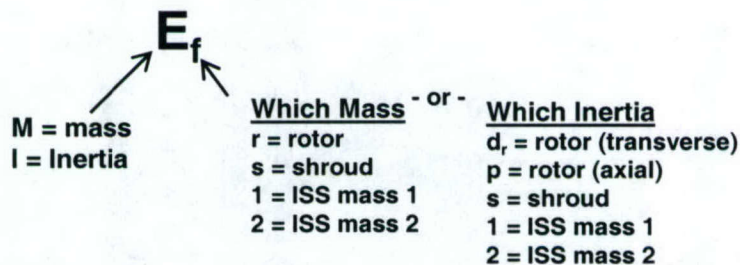 E_f
M = mass
I = Inertia
Which Mass
r = rotor
s = shroud
1 = ISS mass 1
2 = ISS mass 2
- or -
Which Inertia
d_r = rotor (transverse)
p = rotor (axial)
s = shroud
1 = ISS mass 1
2 = ISS mass 2